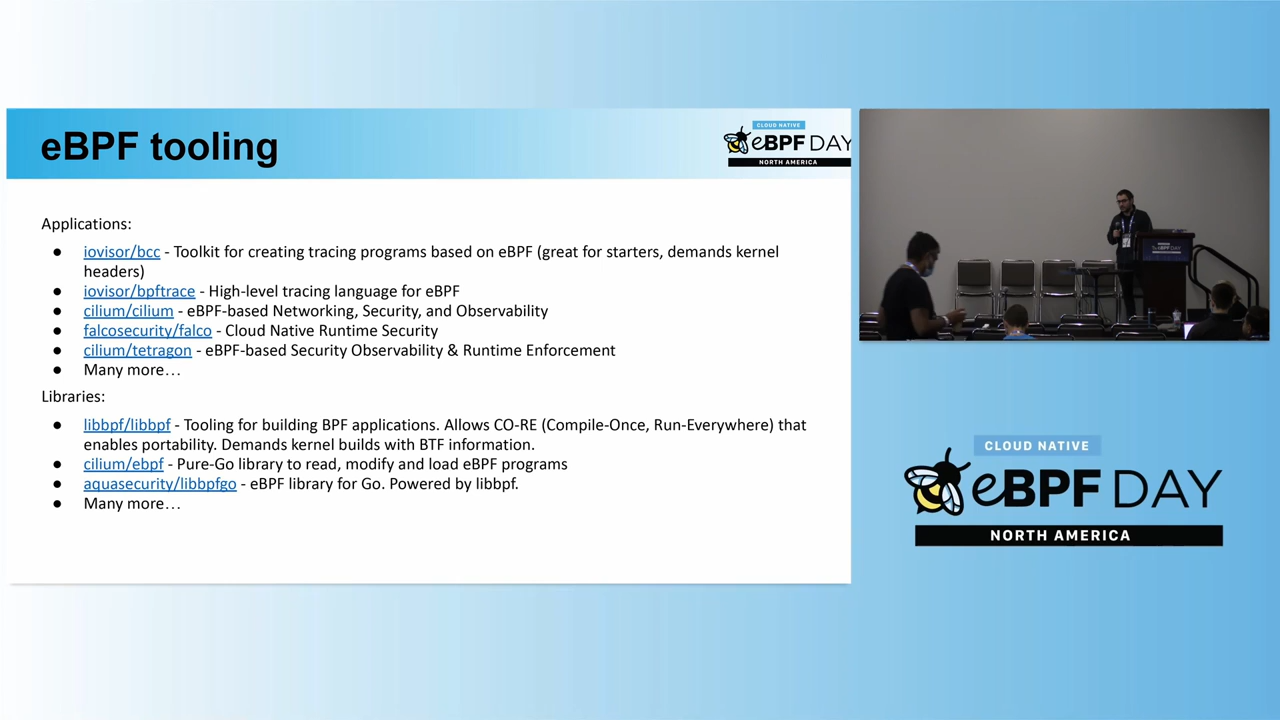 eBPF tooling
CLOUD NATIVE
eBPF DAY
NORTH AMERICA
Applications:
● iovisor/bcc - Toolkit for creating tracing programs based on eBPF (great for starters, demands kernel
headers)
● iovisor/bpftrace - High-level tracing language for eBPF
● cilium/cilium - eBPF-based Networking, Security, and Observability
● falcosecurity/falco - Cloud Native Runtime Security
● cilium/tetragon - eBPF-based Security Observability & Runtime Enforcement
● Many more…
Libraries:
● libbpf/libbpf - Tooling for building BPF applications. Allows CO-RE (Compile-Once, Run-Everywhere) that
enables portability. Demands kernel builds with BTF information.
● cilium/ebpf - Pure-Go library to read, modify and load eBPF programs
● aquasecurity/libbpfgo - eBPF library for Go. Powered by libbpf.
● Many more…
eBPF DAY
CLOUD NATIVE
eBPF DAY
NORTH AMERICA